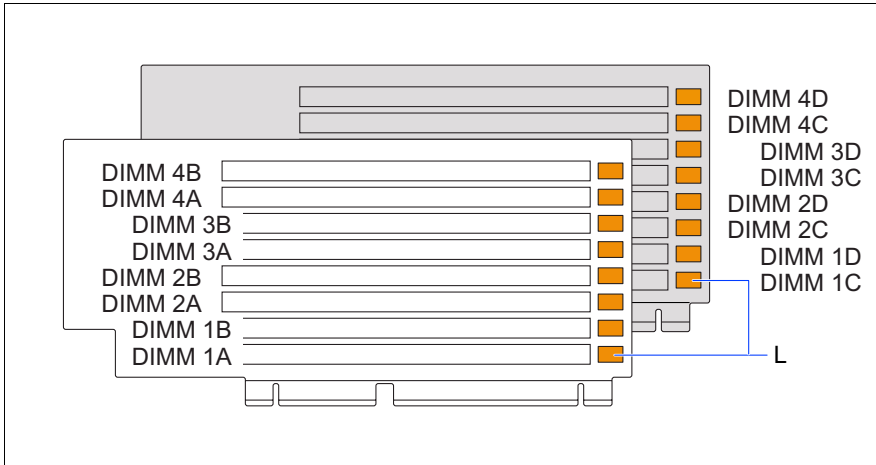 DIMM 4D
DIMM 4C
DIMM 3D
DIMM 3C
DIMM 2D
DIMM 2C
DIMM 1D
DIMM 1C
DIMM 4B
DIMM 4A
DIMM 3B
DIMM 3A
DIMM 2B
DIMM 2A
DIMM 1B
DIMM 1A
L